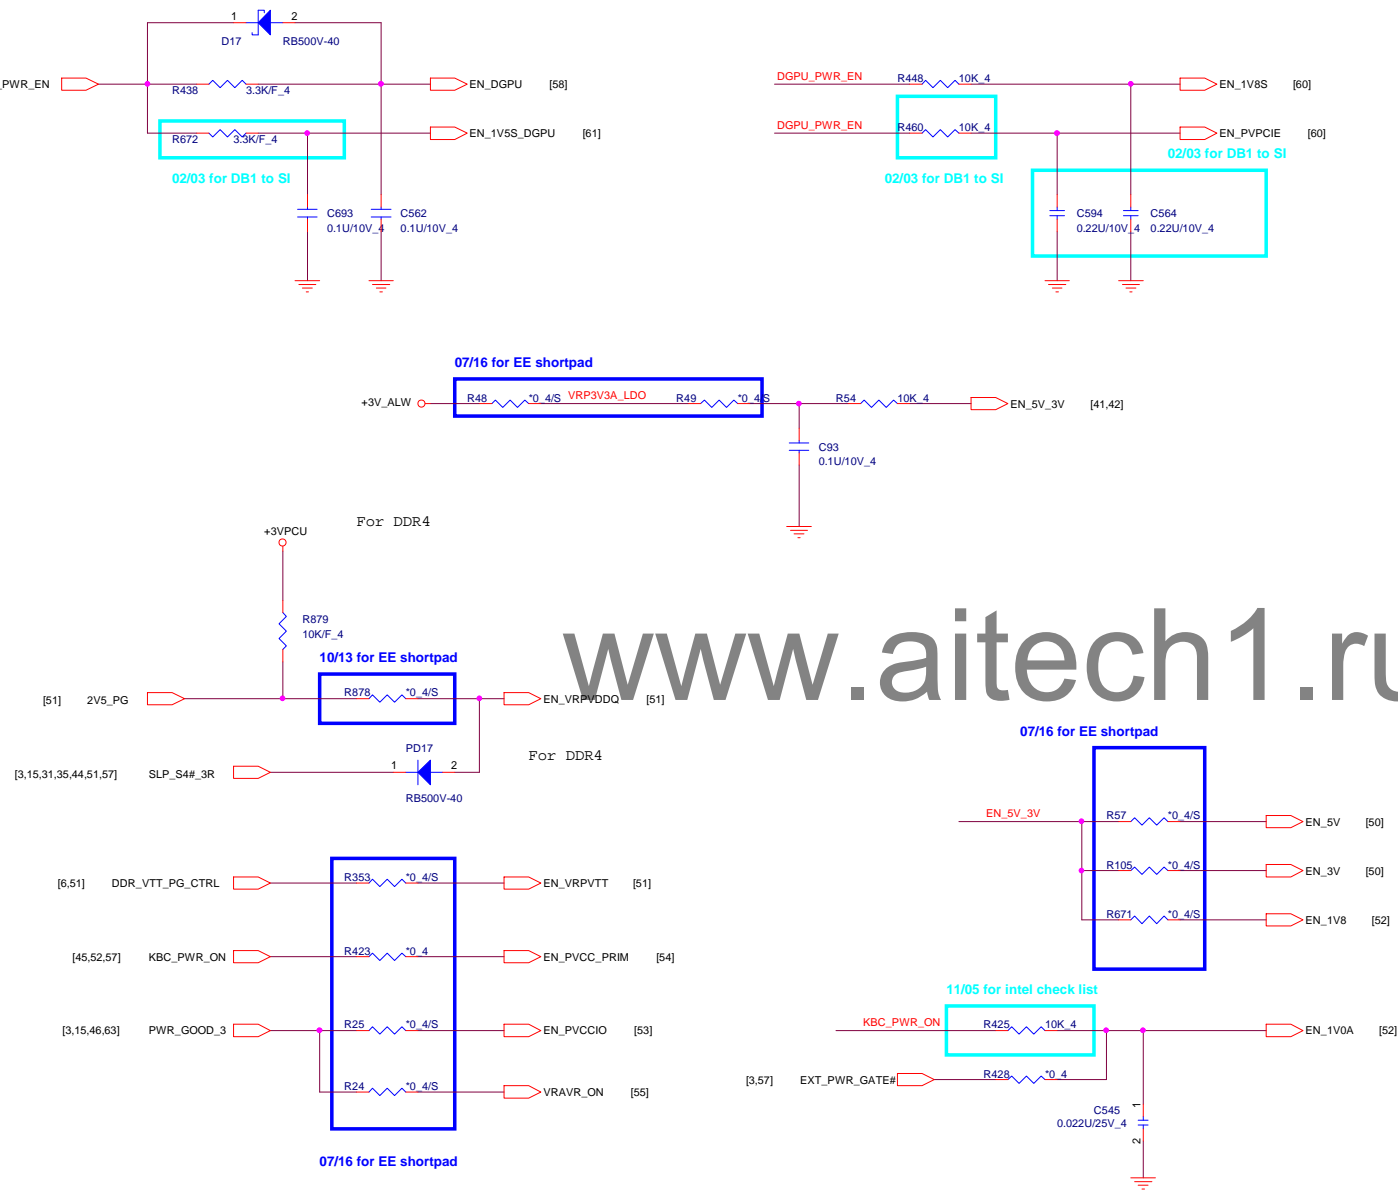 1 2
D17 RB500V-40
_PWR_EN R438 3.3K/F_4 EN_DGPU [58]
R672 3.3K/F_4 EN_1V5S_DGPU [61]
02/03 for DB1 to SI
C693 C562
0.1U/10V_4 0.1U/10V_4
DGPU_PWR_EN R448 10K_4 EN_1V8S [60]
DGPU_PWR_EN R460 10K_4 EN_PVPCIE [60]
02/03 for DB1 to SI
02/03 for DB1 to SI
C594 C564
0.22U/10V_4 0.22U/10V_4
07/16 for EE shortpad
+3V_ALW R48 *0_4/S VRP3V3A_LDO R49 *0_4/S R54 10K_4 EN_5V_3V [41,42]
C93
0.1U/10V_4
For DDR4
+3VPCU
R879
10K/F_4
10/13 for EE shortpad
[51] 2V5_PG R878 *0_4/S EN_VRPVDDQ [51]
www.aitech1.ru
For DDR4
PD17
[3,15,31,35,44,51,57] SLP_S4#_3R 1 2
RB500V-40
07/16 for EE shortpad
EN_5V_3V R57 *0_4/S EN_5V [50]
R105 *0_4/S EN_3V [50]
R671 *0_4/S EN_1V8 [52]
[6,51] DDR_VTT_PG_CTRL R353 *0_4/S EN_VRPVTT [51]
[45,52,57] KBC_PWR_ON R423 *0_4 EN_PVCC_PRIM [54]
[3,15,46,63] PWR_GOOD_3 R25 *0_4/S EN_PVCCIO [53]
R24 *0_4/S VRAVR_ON [55]
07/16 for EE shortpad
11/05 for intel check list
KBC_PWR_ON R425 10K_4 EN_1V0A [52]
[3,57] EXT_PWR_GATE# R428 *0_4
C545
0.022U/25V_4
1
2